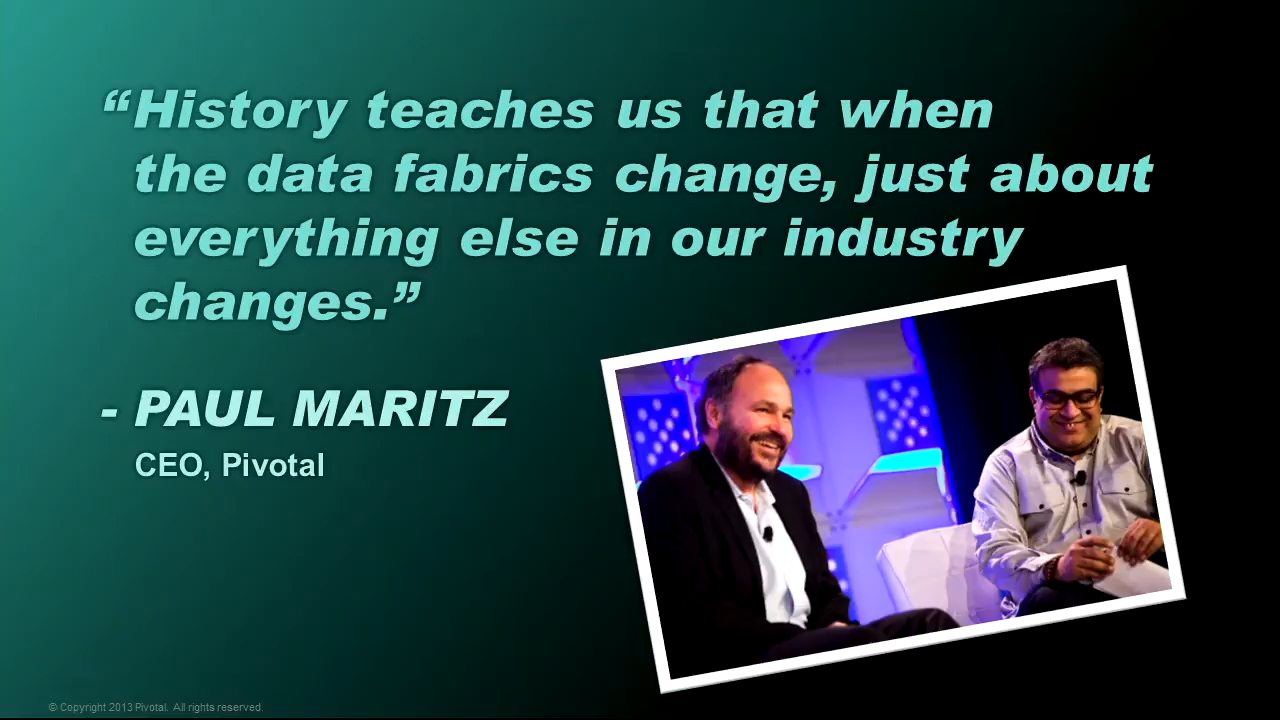 “History teaches us that when
the data fabrics change, just about
everything else in our industry
changes.”
- PAUL MARITZ
CEO, Pivotal
© Copyright 2013 Pivotal. All rights reserved.